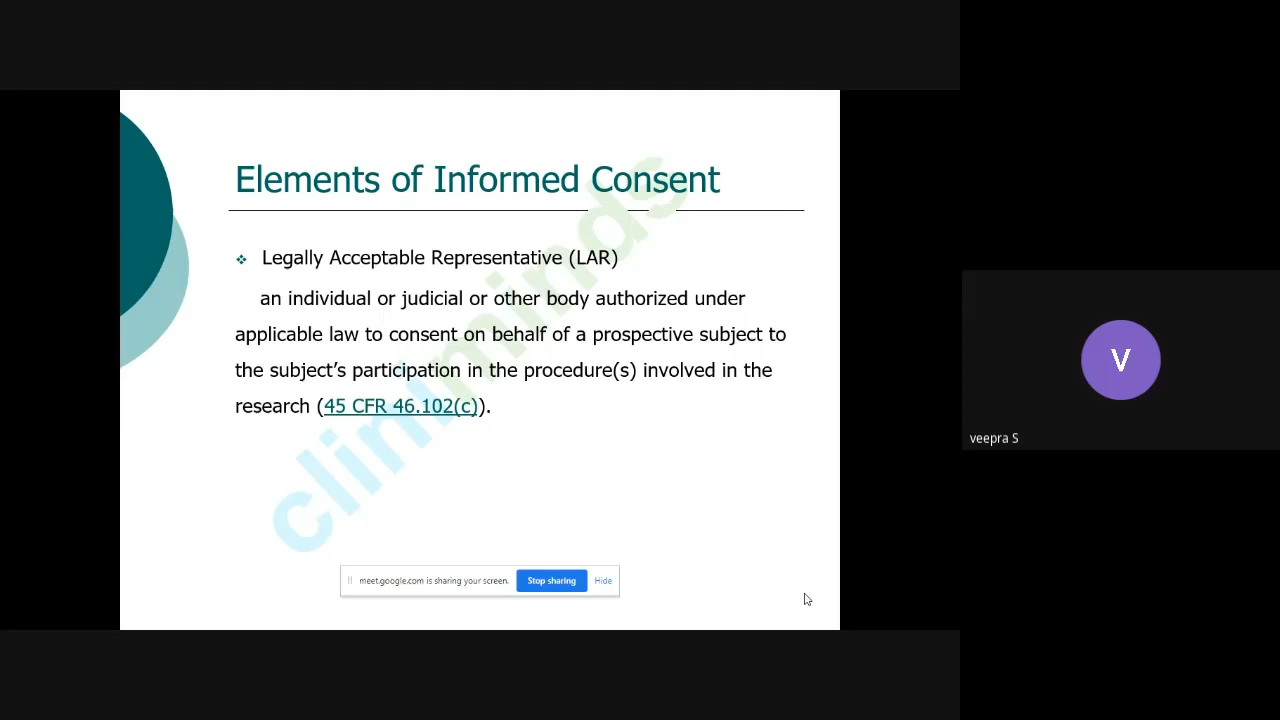 Elements of Informed Consent
❖ Legally Acceptable Representative (LAR)
an individual or judicial or other body authorized under
applicable law to consent on behalf of a prospective subject to
the subject's participation in the procedure(s) involved in the
research (45 CFR 46.102(c)).
cliniminds
meet.google.com is sharing your screen.
Stop sharing
Hide
V
veepra S